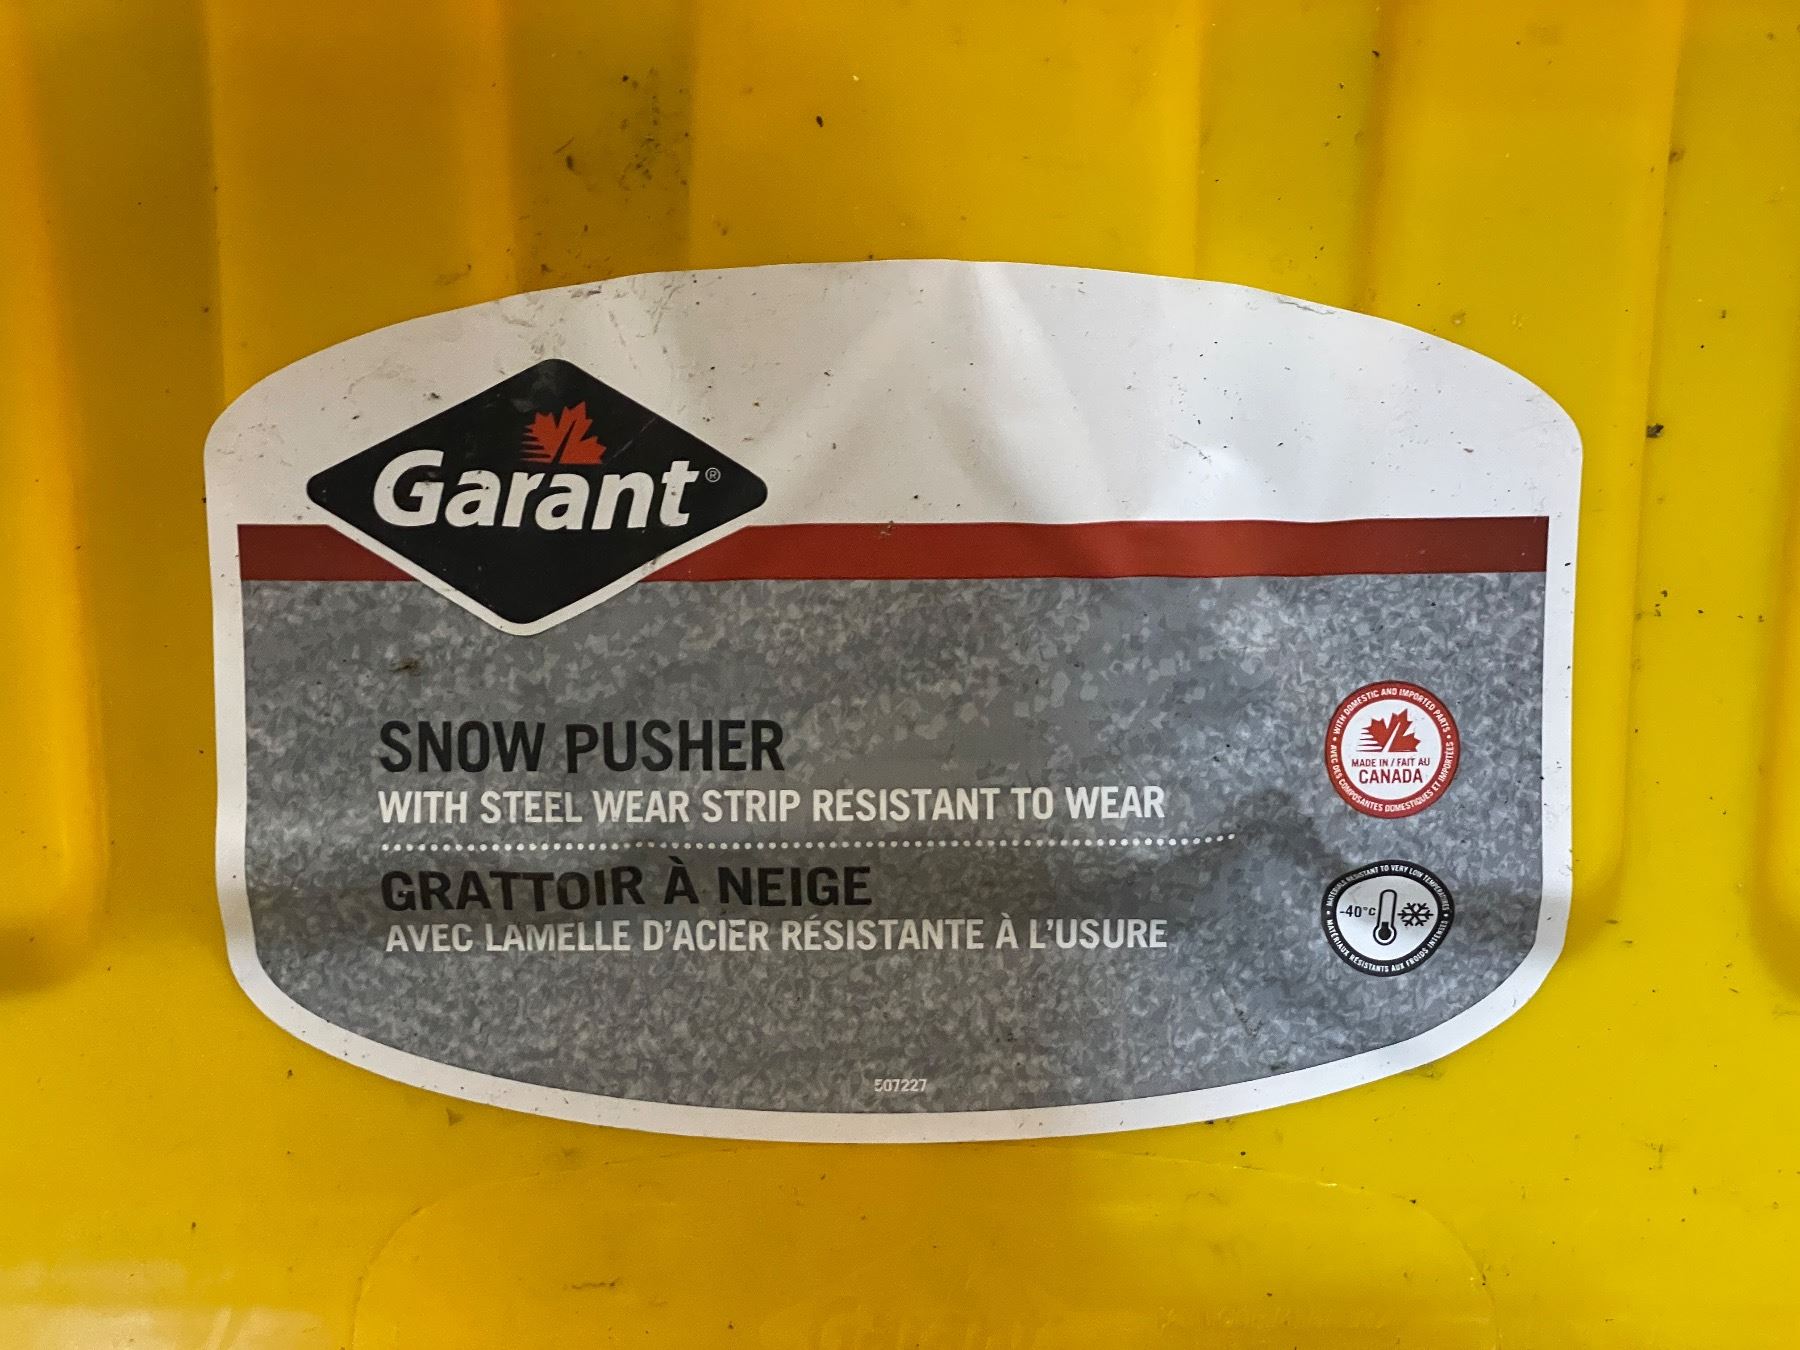 Garant®
SNOW PUSHER
WITH STEEL WEAR STRIP RESISTANT TO WEAR
GRATTOIR À NEIGE
AVEC LAMELLE D'ACIER RÉSISTANTE À L'USURE
WITH DOMESTIC AND IMPORTED PARTS
MADE IN / FAIT AU
CANADA
AVEC DES COMPOSANTES DOMESTIQUES ET IMPORTÉES
MATERIALS RESISTANT TO VERY LOW TEMPERATURES
-40°C
MATÉRIAUX RÉSISTANTS AUX FROIDS INTENSES
507227